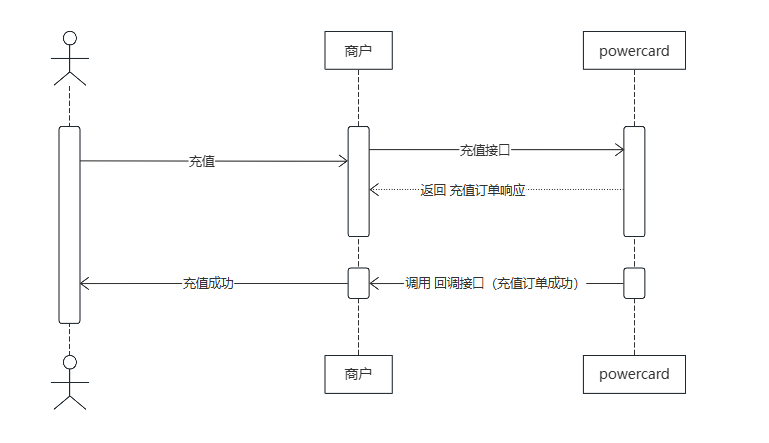 商户
powercard
充值
充值接口
返回 充值订单响应
充值成功
调用 回调接口（充值订单成功）
商户
powercard